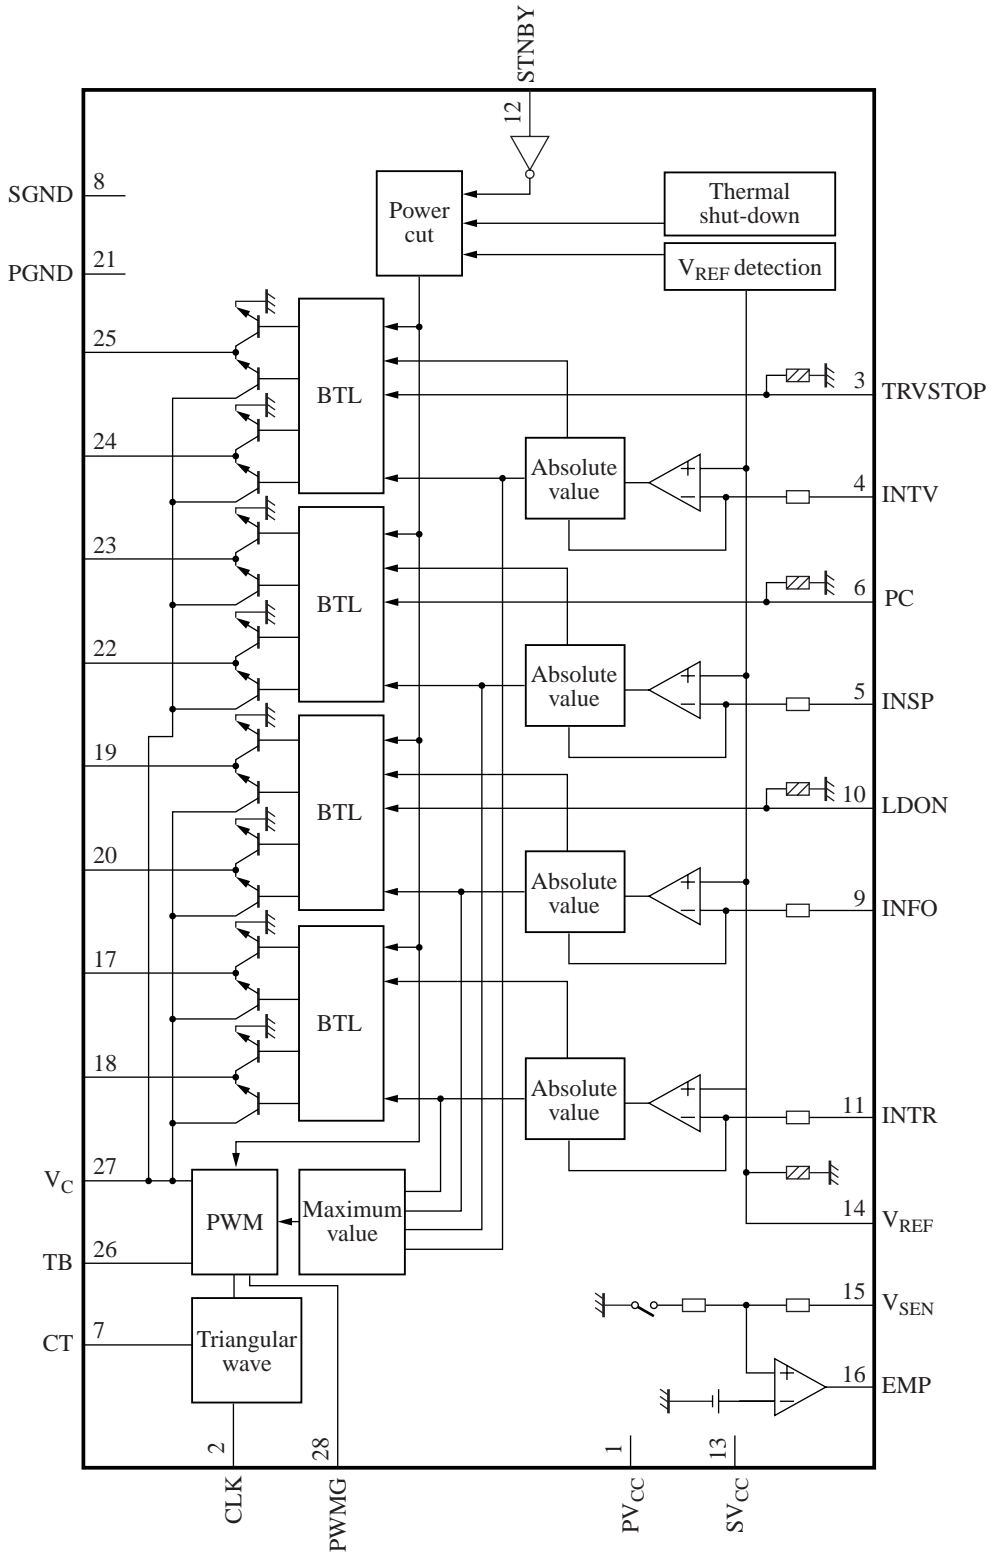 STNBY
12
8
SGND
Power
cut
Thermal
shut-down
21
PGND
VREF detection
25
BTL
3
TRVSTOP
24
Absolute
value
+
−
4
INTV
23
BTL
6
PC
22
Absolute
value
+
−
5
INSP
19
BTL
10
LDON
20
Absolute
value
+
−
9
INFO
17
BTL
18
Absolute
value
+
−
11
INTR
27
VC
PWM
Maximum
value
14
VREF
26
TB
15
VSEN
7
CT
Triangular
wave
+
−
16
EMP
2
28
1
13
CLK
PWMG
PVCC
SVCC